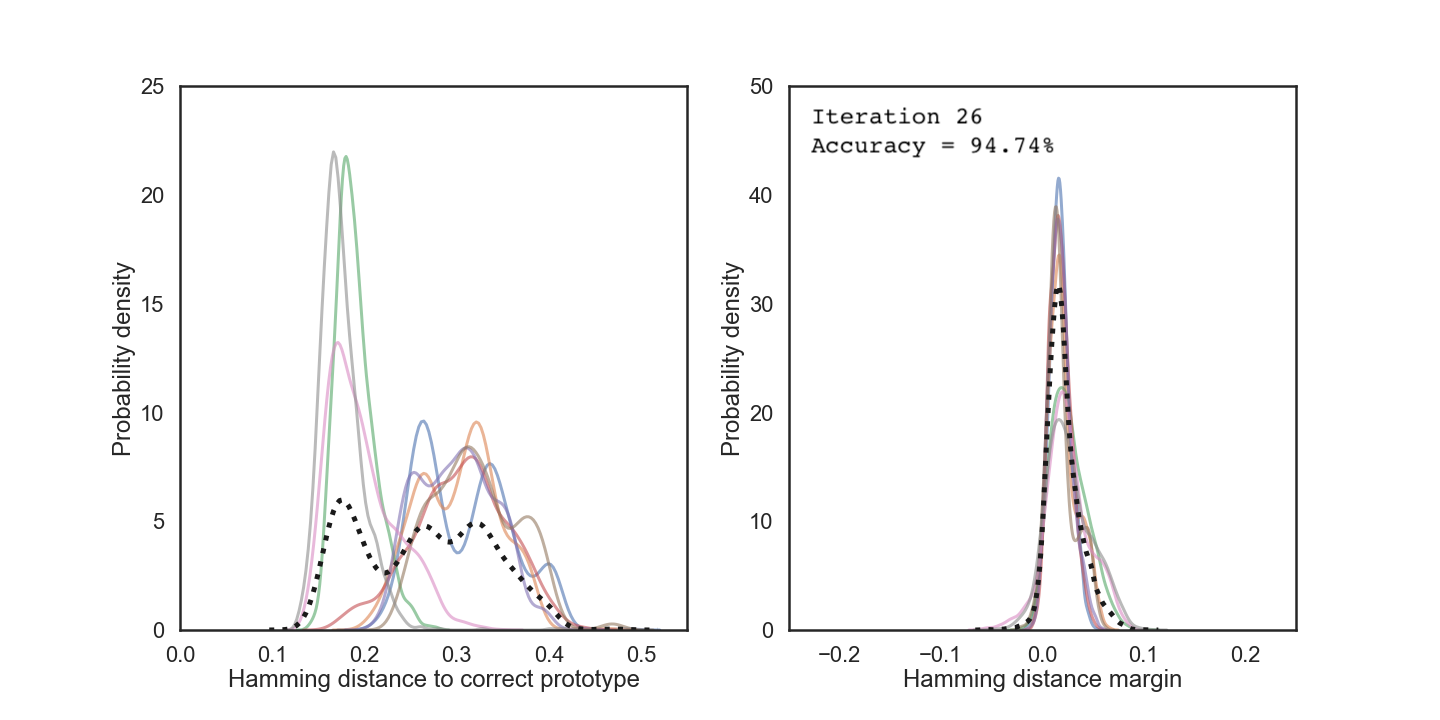 25
20
15
10
5
0
0.0 0.1 0.2 0.3 0.4 0.5
Probability density
Hamming distance to correct prototype
50
40
30
20
10
0
−0.2 −0.1 0.0 0.1 0.2
Probability density
Hamming distance margin
Iteration 26
Accuracy = 94.74%